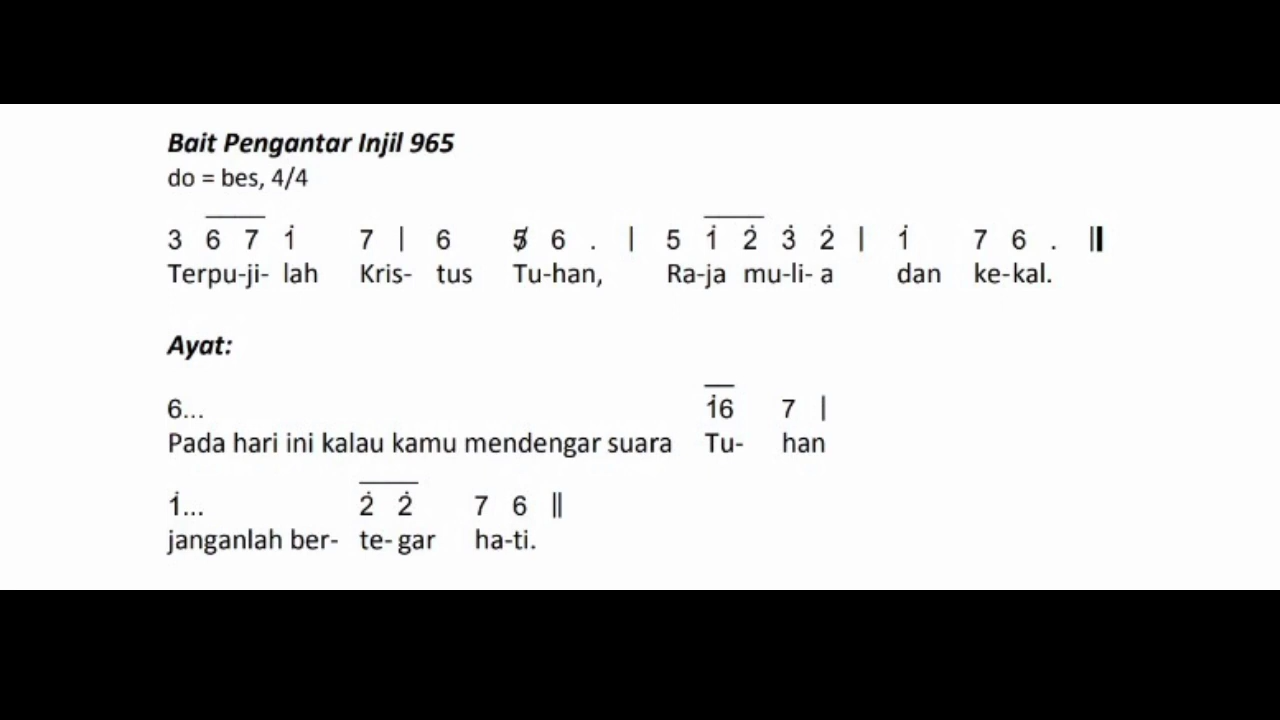 Bait Pengantar Injil 965
do = bes, 4/4
3 6 7 1̇ 7 | 6 5̸ 6 . | 5 1̇ 2̇ 3̇ 2̇ | 1̇ 7 6 . ||
Terpu-ji- lah Kris- tus Tu-han, Ra-ja mu-li- a dan ke-kal.
Ayat:
6... 1̇6 7 |
Pada hari ini kalau kamu mendengar suara Tu- han
1̇... 2̇ 2̇ 7 6 ||
janganlah ber- te- gar ha-ti.